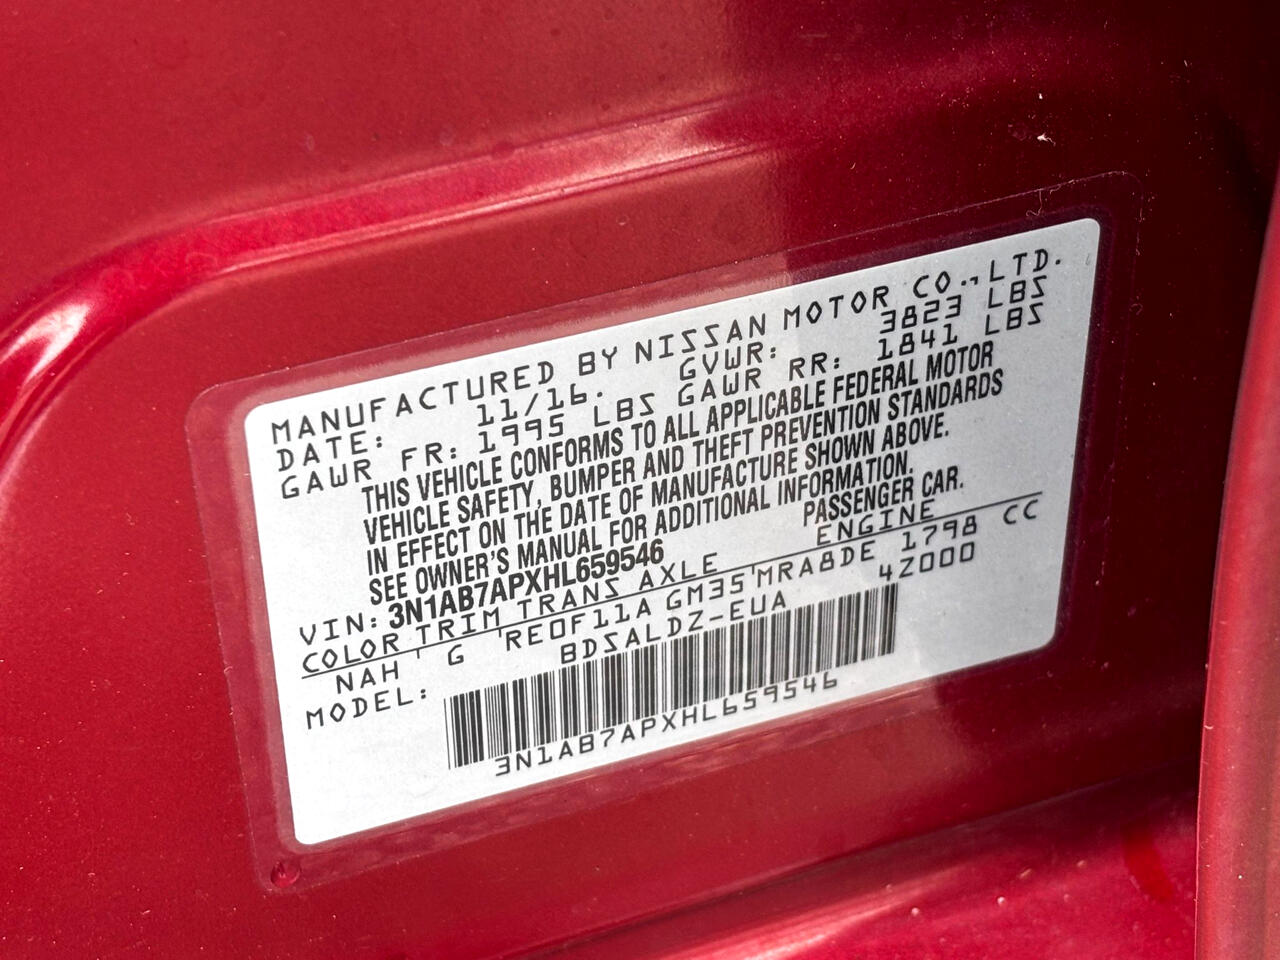 MANUFACTURED BY NISSAN MOTOR CO.,LTD.
DATE: 11/16. GVWR: 3823 LBS
GAWR FR: 1995 LBS GAWR RR: 1841 LBS
THIS VEHICLE CONFORMS TO ALL APPLICABLE FEDERAL MOTOR
VEHICLE SAFETY, BUMPER AND THEFT PREVENTION STANDARDS
IN EFFECT ON THE DATE OF MANUFACTURE SHOWN ABOVE.
SEE OWNER'S MANUAL FOR ADDITIONAL INFORMATION.
VIN: 3N1AB7APXHL659546 PASSENGER CAR.
COLOR TRIM TRANS AXLE ENGINE
NAH G RE0F11A GM35 MRA8DE 1798 CC
MODEL: BDSALDZ-EUA 4Z000
3N1AB7APXHL659546